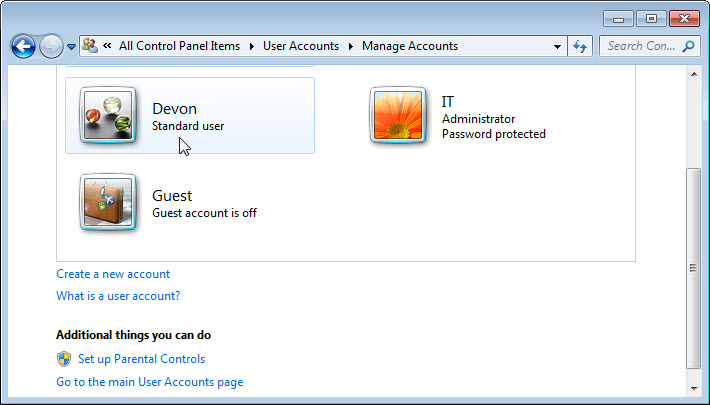 « All Control Panel Items ▸ User Accounts ▸ Manage Accounts
Search Con...
Devon
Standard user
IT
Administrator
Password protected
Guest
Guest account is off
Create a new account
What is a user account?
Additional things you can do
Set up Parental Controls
Go to the main User Accounts page